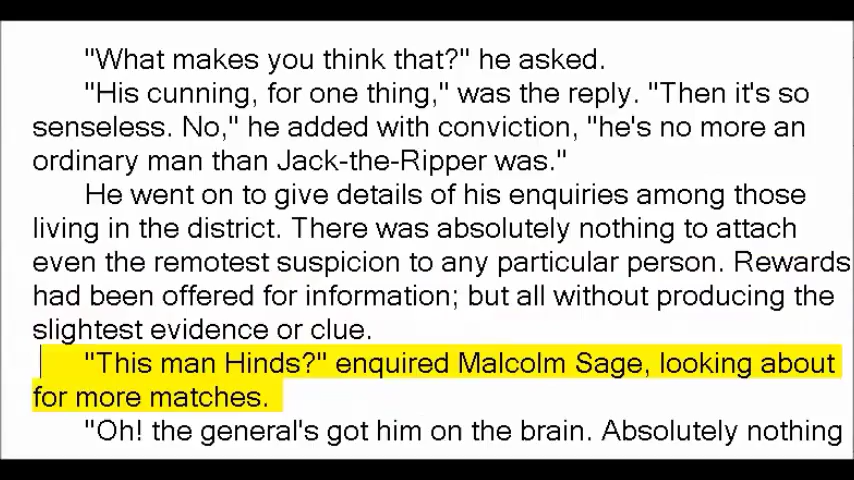 "What makes you think that?" he asked.
"His cunning, for one thing," was the reply. "Then it's so
senseless. No," he added with conviction, "he's no more an
ordinary man than Jack-the-Ripper was."
He went on to give details of his enquiries among those
living in the district. There was absolutely nothing to attach
even the remotest suspicion to any particular person. Rewards
had been offered for information; but all without producing the
slightest evidence or clue.
"This man Hinds?" enquired Malcolm Sage, looking about
for more matches.
"Oh! the general's got him on the brain. Absolutely nothing